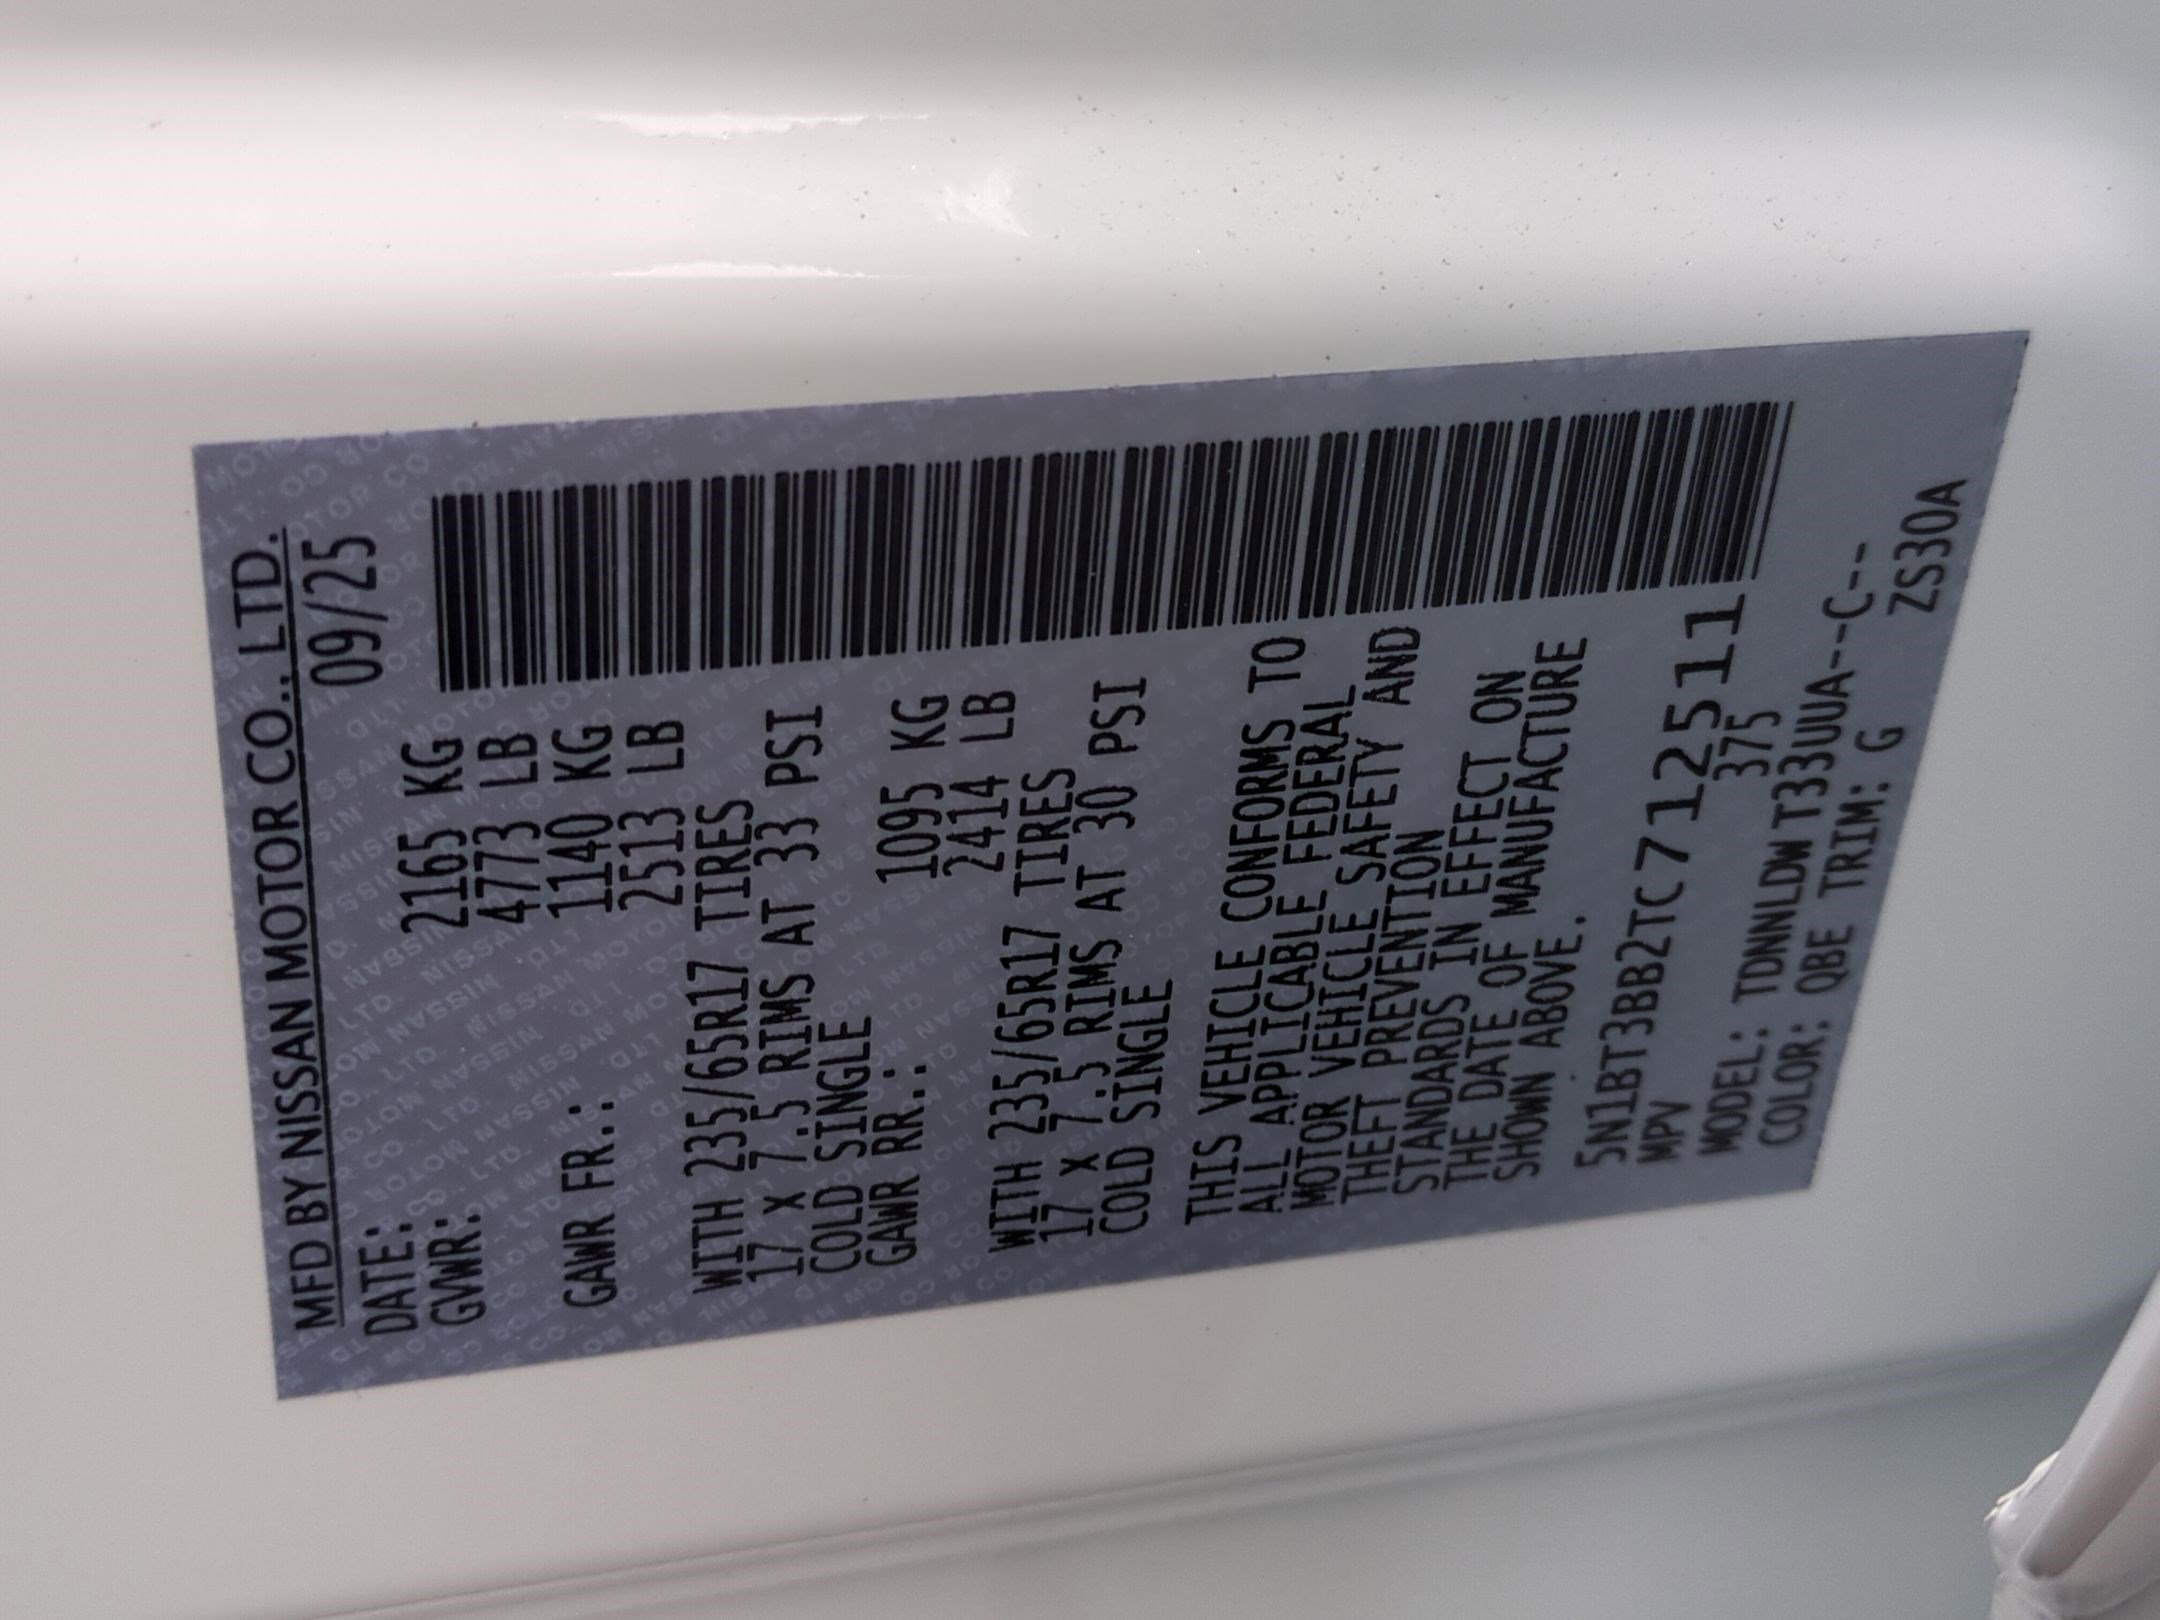 MFD BY NISSAN MOTOR CO., LTD.
DATE: 09/25
GVWR: 2165 KG
4773 LB
GAWR FR.: 1140 KG
2513 LB
WITH 235/65R17 TIRES
17 X 7.5 RIMS AT 33 PSI
COLD SINGLE
GAWR RR.: 1095 KG
2414 LB
WITH 235/65R17 TIRES
17 X 7.5 RIMS AT 30 PSI
COLD SINGLE
THIS VEHICLE CONFORMS TO
ALL APPLICABLE FEDERAL
MOTOR VEHICLE SAFETY AND
THEFT PREVENTION
STANDARDS IN EFFECT ON
THE DATE OF MANUFACTURE
SHOWN ABOVE.
5N1BT3BB2TC712511
MPV 375
MODEL: TDNNLDW T33UUA--C--
COLOR: QBE TRIM: G ZS30A